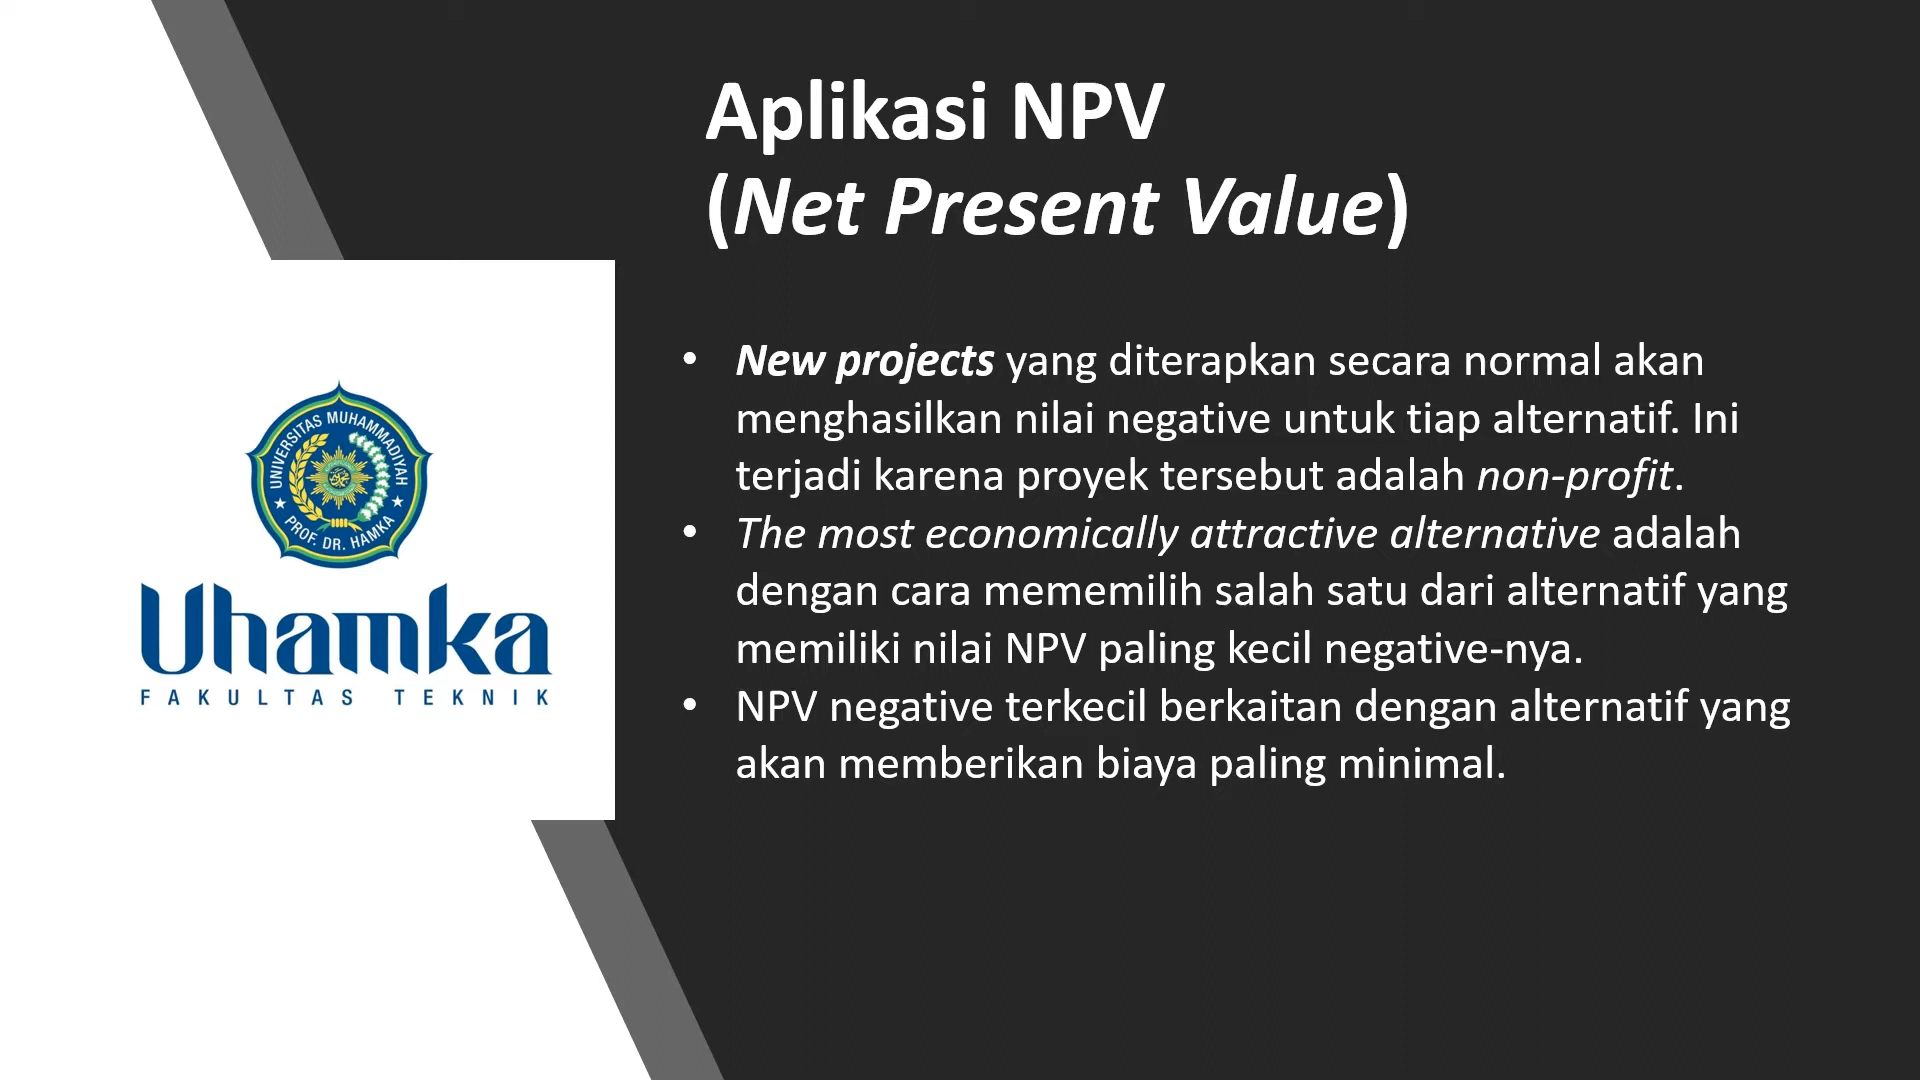 Aplikasi NPV
(Net Present Value)
• New projects yang diterapkan secara normal akan
menghasilkan nilai negative untuk tiap alternatif. Ini
terjadi karena proyek tersebut adalah non-profit.
• The most economically attractive alternative adalah
dengan cara mememilih salah satu dari alternatif yang
memiliki nilai NPV paling kecil negative-nya.
• NPV negative terkecil berkaitan dengan alternatif yang
akan memberikan biaya paling minimal.
UNIVERSITAS MUHAMMADIYAH
PROF. DR. HAMKA
Uhamka
FAKULTAS TEKNIK